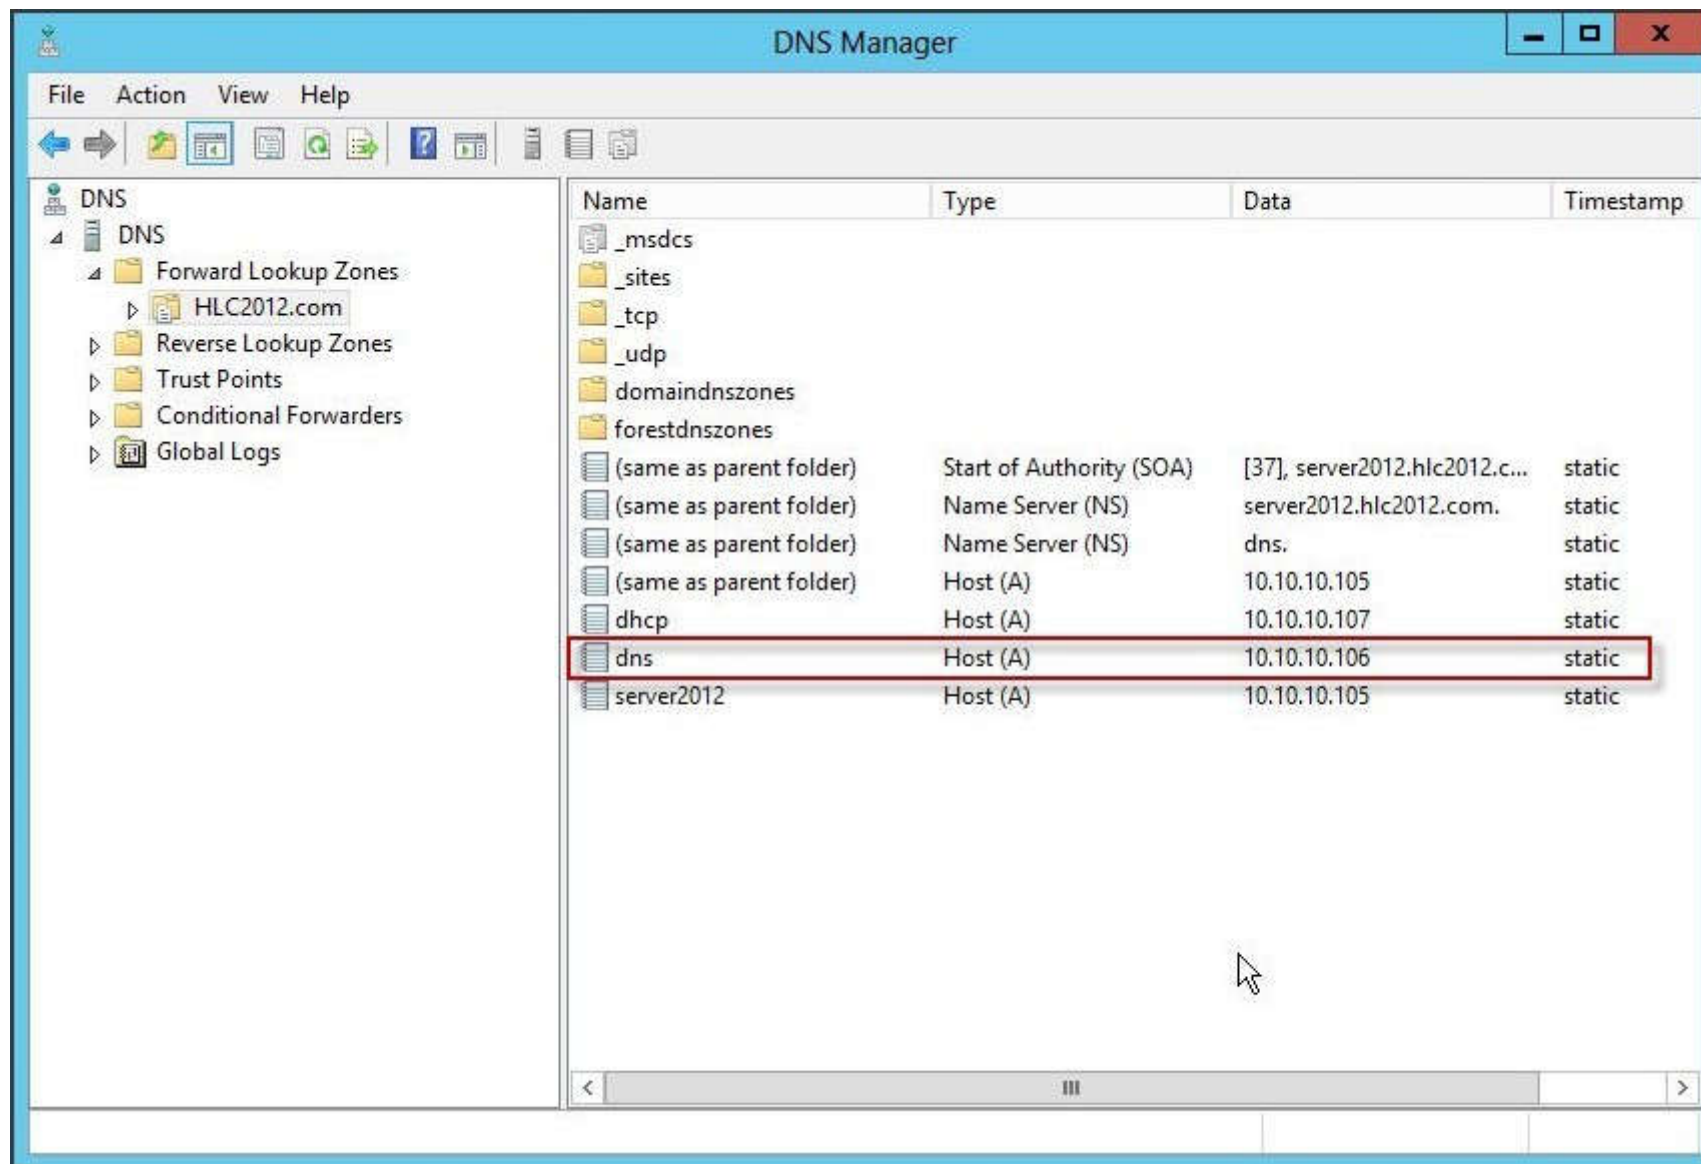 DNS Manager
File Action View Help
DNS
DNS
Forward Lookup Zones
HLC2012.com
Reverse Lookup Zones
Trust Points
Conditional Forwarders
Global Logs
Name Type Data Timestamp
_msdcs
_sites
_tcp
_udp
domaindnszones
forestdnszones
(same as parent folder) Start of Authority (SOA) [37], server2012.hlc2012.c... static
(same as parent folder) Name Server (NS) server2012.hlc2012.com. static
(same as parent folder) Name Server (NS) dns. static
(same as parent folder) Host (A) 10.10.10.105 static
dhcp Host (A) 10.10.10.107 static
dns Host (A) 10.10.10.106 static
server2012 Host (A) 10.10.10.105 static